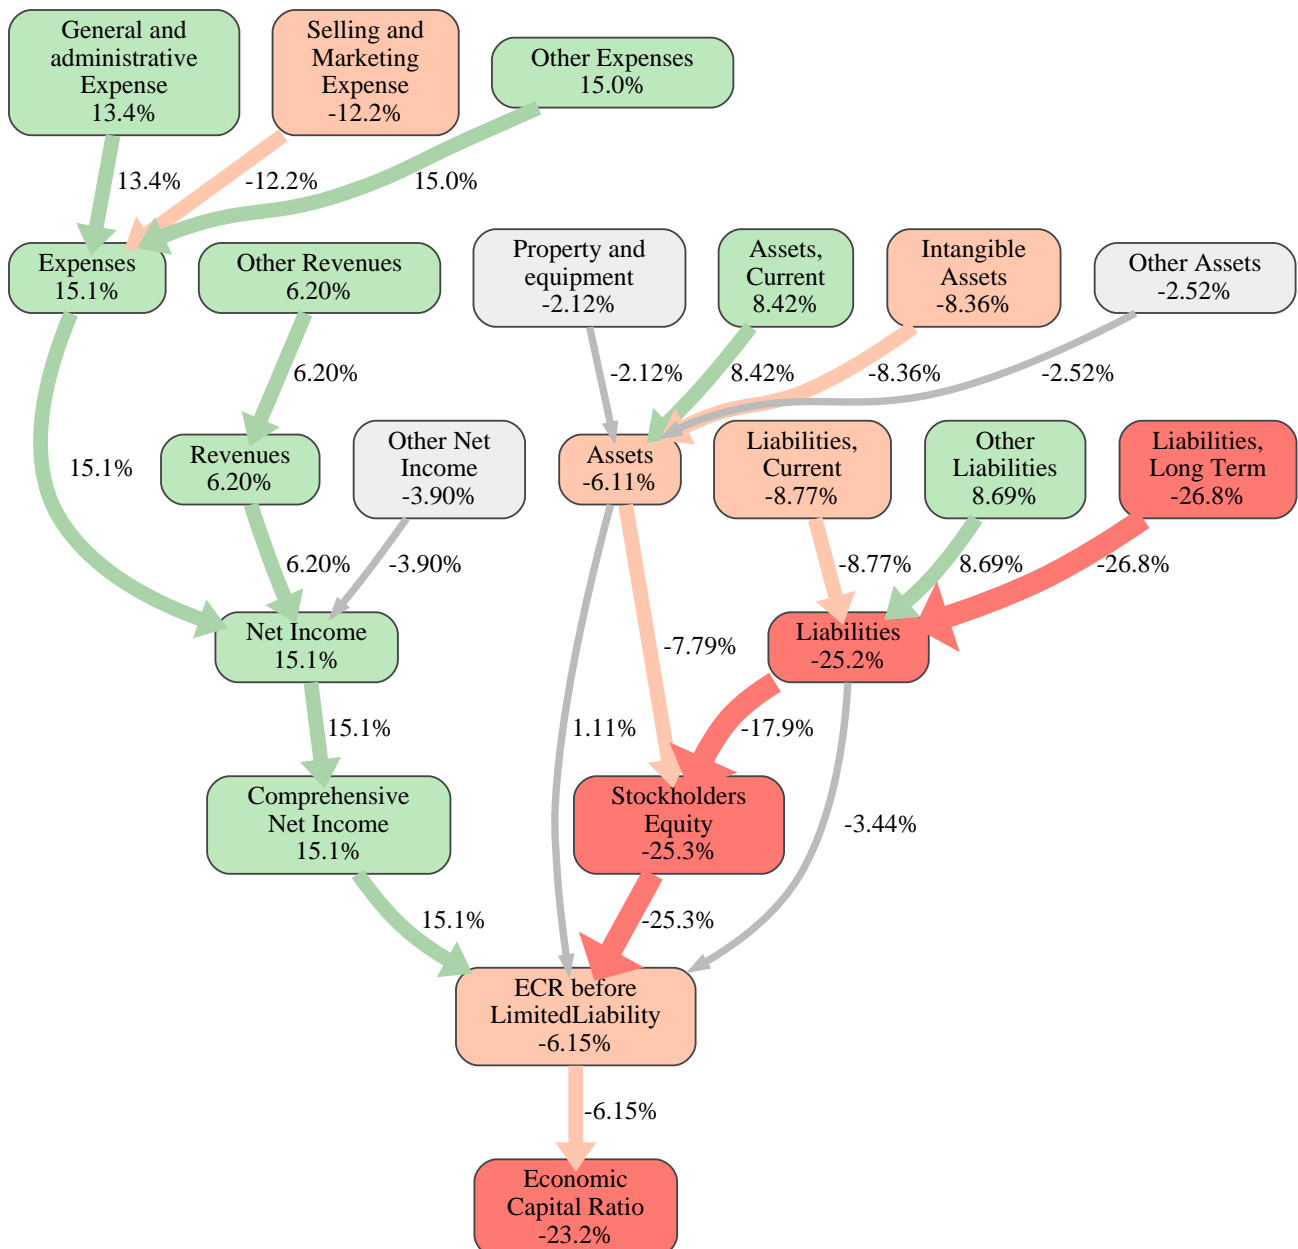 General and
administrative
Expense
13.4%
Selling and
Marketing
Expense
-12.2%
Other Expenses
15.0%
13.4%
-12.2%
15.0%
Expenses
15.1%
Other Revenues
6.20%
Property and
equipment
-2.12%
Assets,
Current
8.42%
Intangible
Assets
-8.36%
Other Assets
-2.52%
6.20%
-2.12%
8.42%
-8.36%
-2.52%
15.1%
Revenues
6.20%
Other Net
Income
-3.90%
Assets
-6.11%
Liabilities,
Current
-8.77%
Other
Liabilities
8.69%
Liabilities,
Long Term
-26.8%
6.20%
-3.90%
-8.77%
8.69%
-26.8%
Net Income
15.1%
-7.79%
Liabilities
-25.2%
15.1%
1.11%
-17.9%
Comprehensive
Net Income
15.1%
Stockholders
Equity
-25.3%
-3.44%
15.1%
-25.3%
ECR before
LimitedLiability
-6.15%
-6.15%
Economic
Capital Ratio
-23.2%